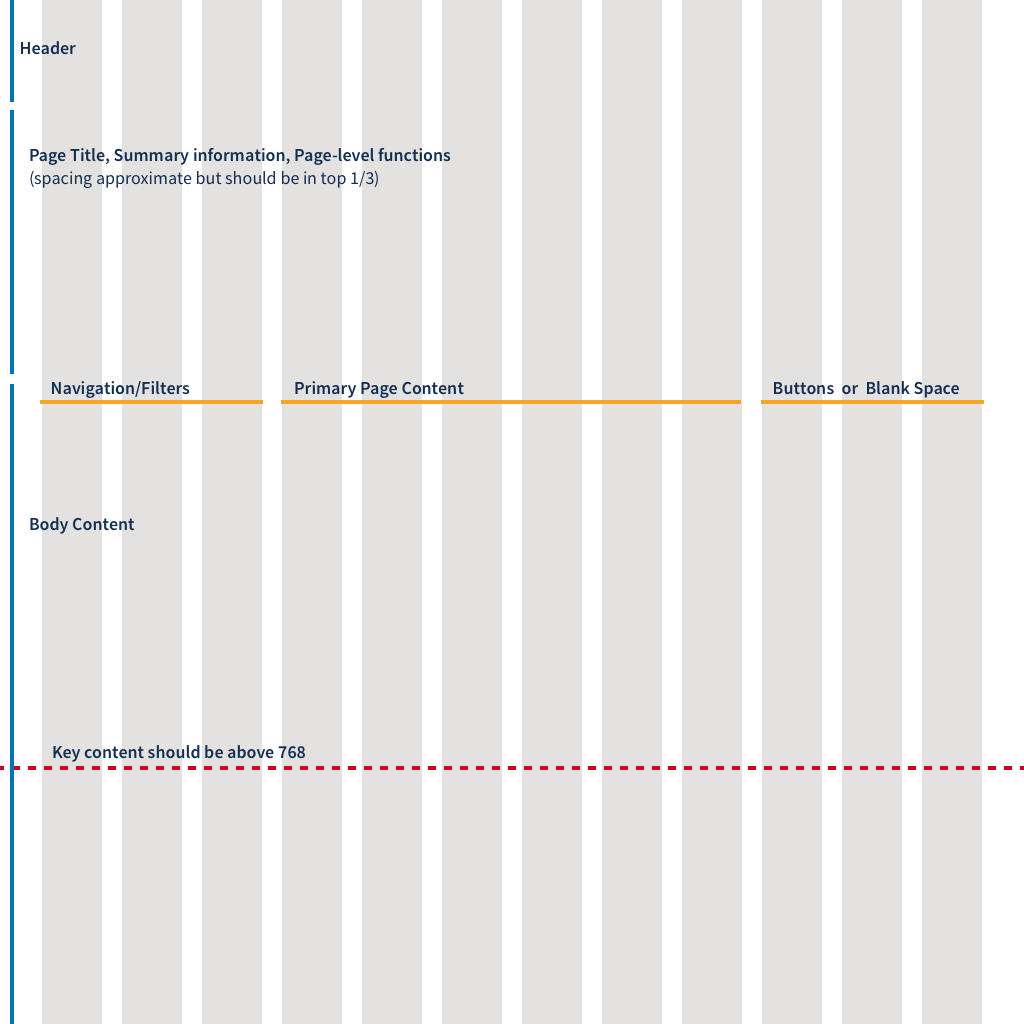 Header
Page Title, Summary information, Page-level functions
(spacing approximate but should be in top 1/3)
Navigation/Filters
Primary Page Content
Buttons or Blank Space
Body Content
Key content should be above 768